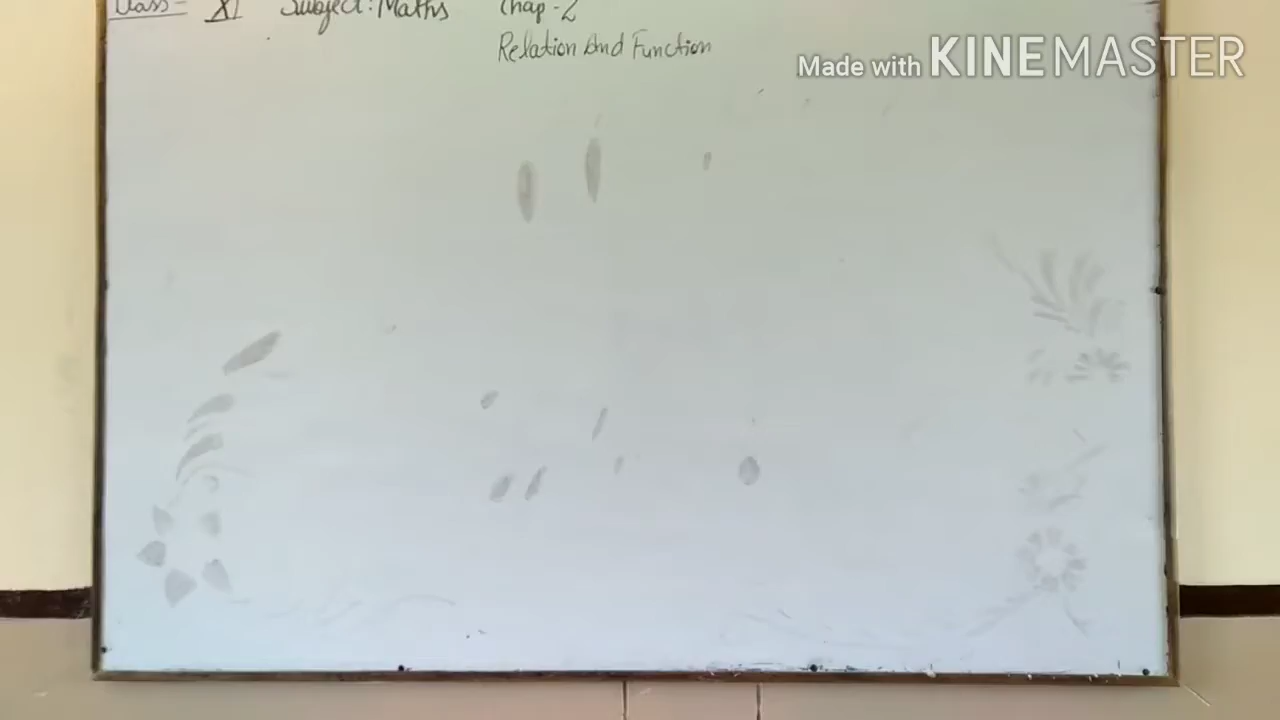 Class- XI Subject: Maths Chap-2
Relation And Function
Made with KINEMASTER